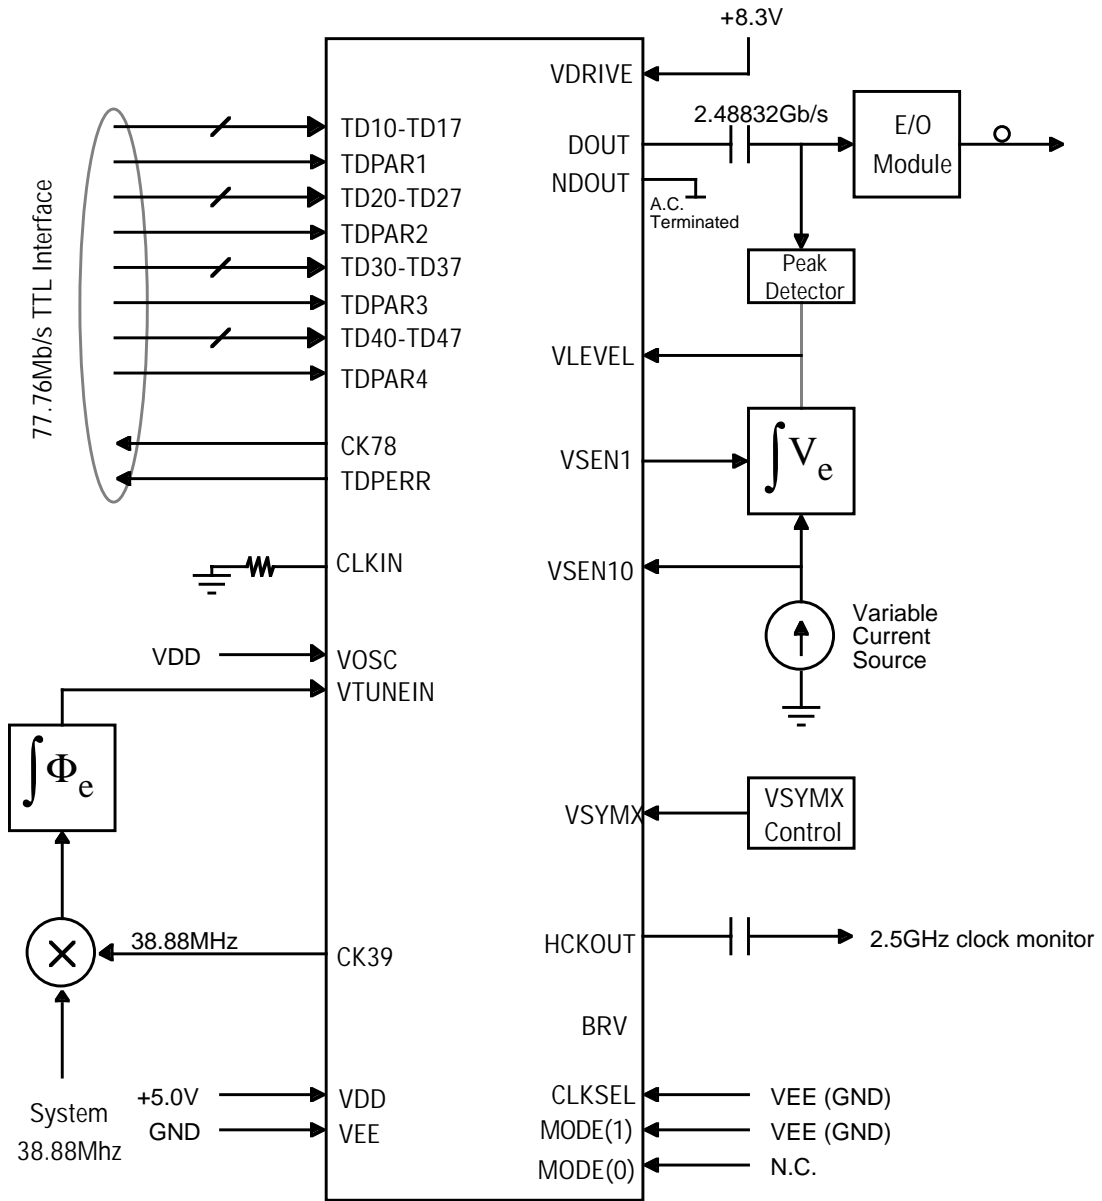 +8.3V
VDRIVE
2.48832Gb/s
DOUT
E/O
Module
NDOUT
A.C.
Terminated
Peak
Detector
VLEVEL
VSEN1
∫Ve
VSEN10
Variable
Current
Source
VSYMX
VSYMX
Control
HCKOUT
2.5GHz clock monitor
BRV
CLKSEL
VEE (GND)
MODE(1)
VEE (GND)
MODE(0)
N.C.
77.76Mb/s TTL Interface
TD10-TD17
TDPAR1
TD20-TD27
TDPAR2
TD30-TD37
TDPAR3
TD40-TD47
TDPAR4
CK78
TDPERR
CLKIN
VDD
VOSC
VTUNEIN
∫Φe
38.88MHz
CK39
System
38.88Mhz
+5.0V
VDD
GND
VEE